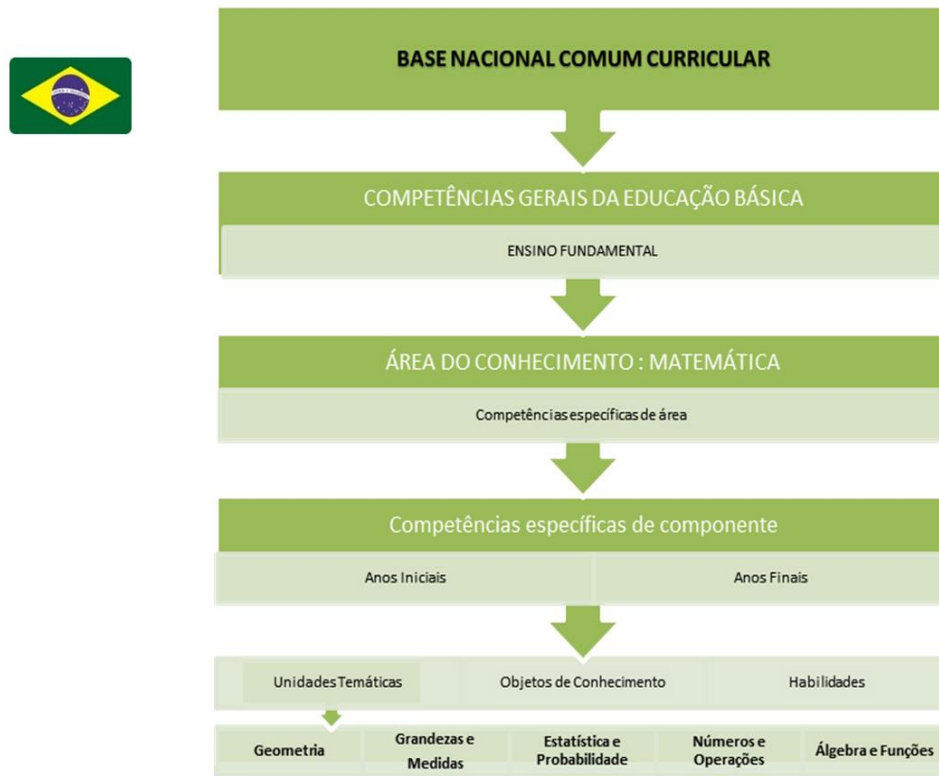 BASE NACIONAL COMUM CURRICULAR
COMPETÊNCIAS GERAIS DA EDUCAÇÃO BÁSICA
ENSINO FUNDAMENTAL
ÁREA DO CONHECIMENTO : MATEMÁTICA
Competências específicas de área
Competências específicas de componente
Anos Iniciais
Anos Finais
Unidades Temáticas
Objetos de Conhecimento
Habilidades
Geometria
Grandezas e
Medidas
Estatística e
Probabilidade
Números e
Operações
Álgebra e Funções